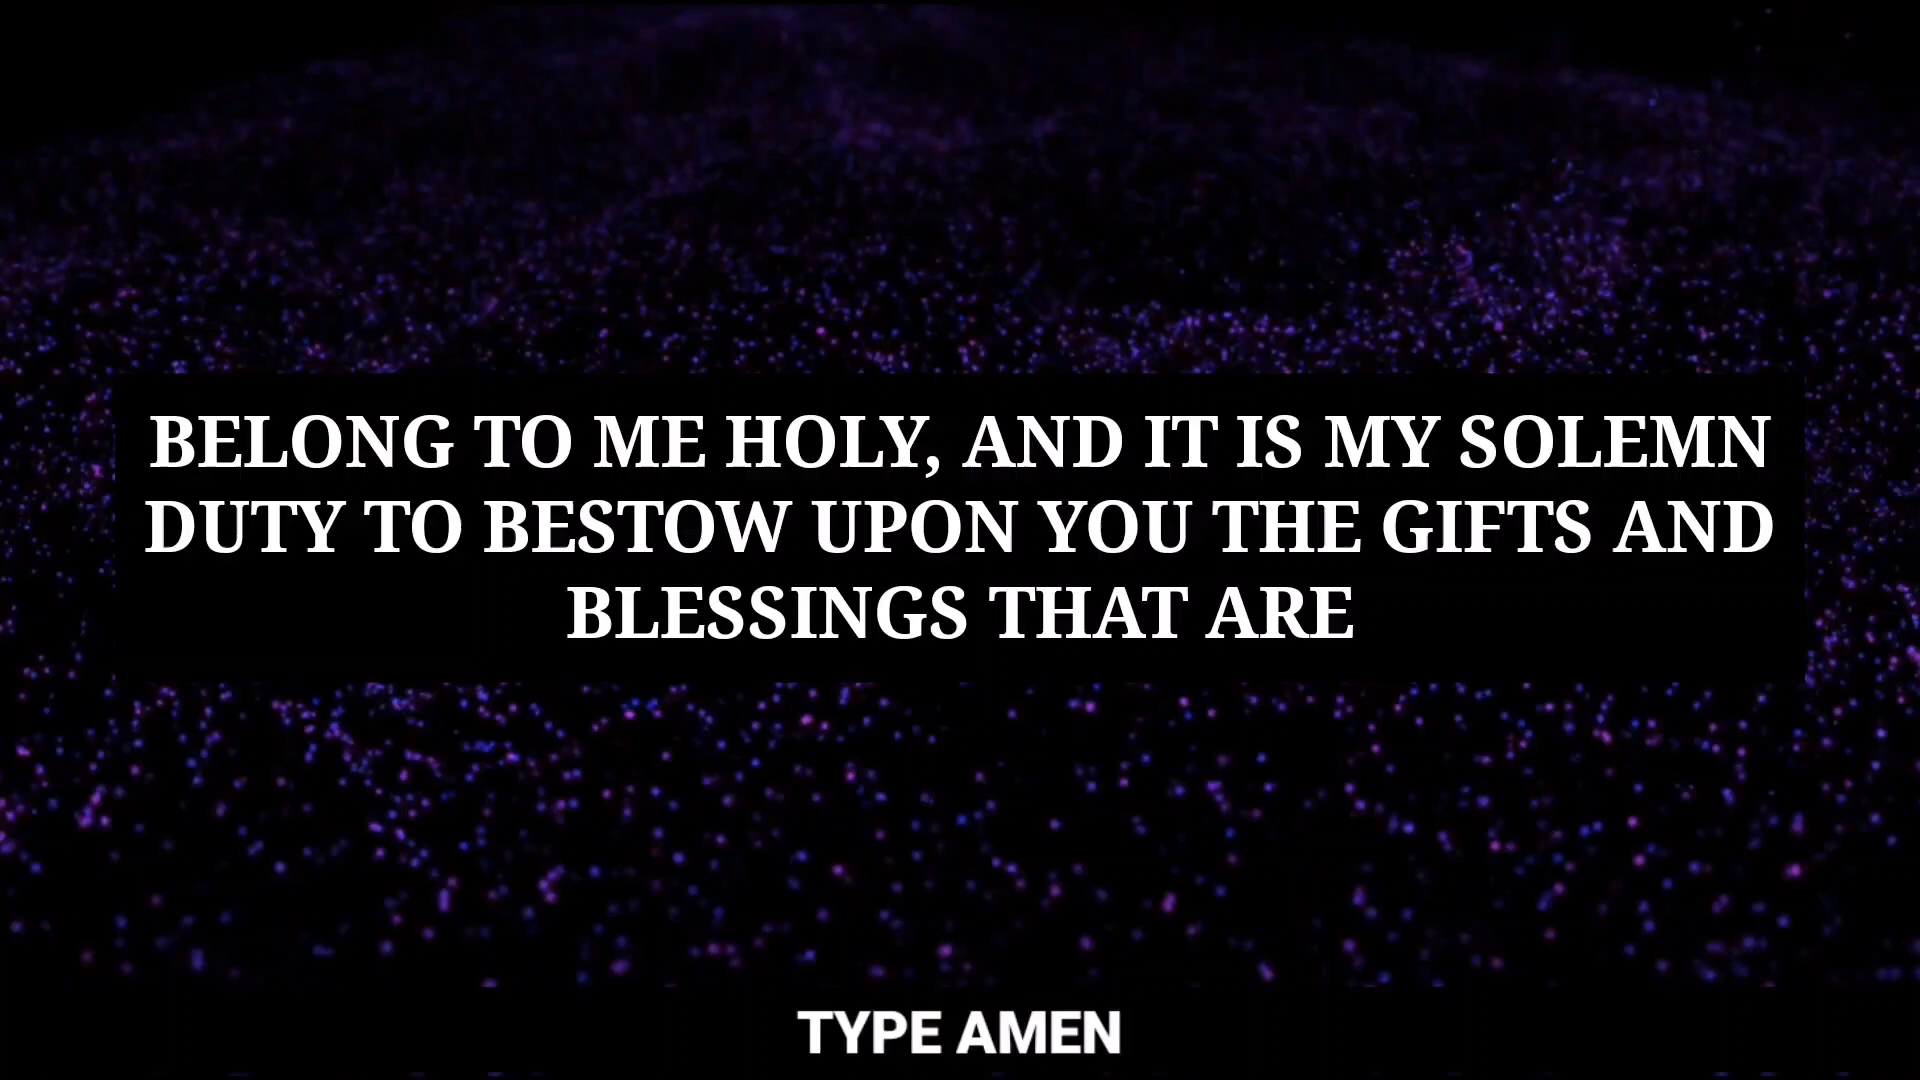 BELONG TO ME HOLY, AND IT IS MY SOLEMN
DUTY TO BESTOW UPON YOU THE GIFTS AND
BLESSINGS THAT ARE
TYPE AMEN